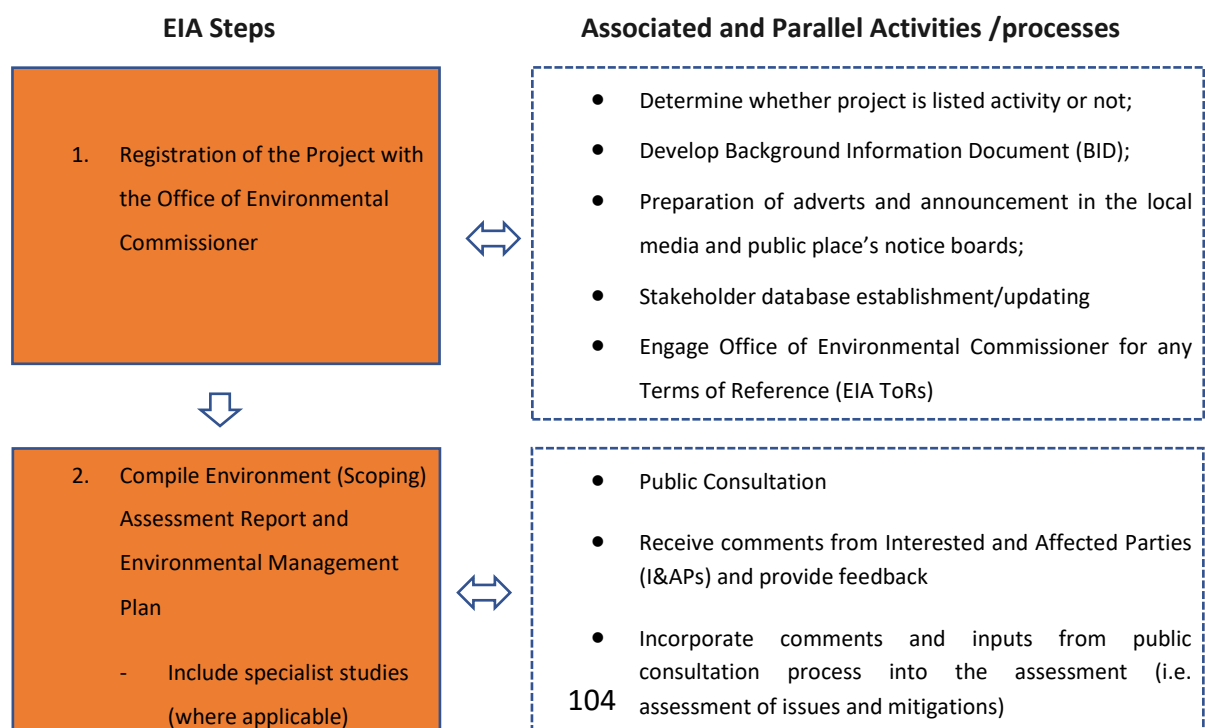 EIA Steps
Associated and Parallel Activities /processes
1. Registration of the Project with
the Office of Environmental
Commissioner
● Determine whether project is listed activity or not;
● Develop Background Information Document (BID);
● Preparation of adverts and announcement in the local
media and public place’s notice boards;
● Stakeholder database establishment/updating
● Engage Office of Environmental Commissioner for any
Terms of Reference (EIA ToRs)
2. Compile Environment (Scoping)
Assessment Report and
Environmental Management
Plan
- Include specialist studies
(where applicable)
● Public Consultation
● Receive comments from Interested and Affected Parties
(I&APs) and provide feedback
● Incorporate comments and inputs from public
consultation process into the assessment (i.e.
assessment of issues and mitigations)
104